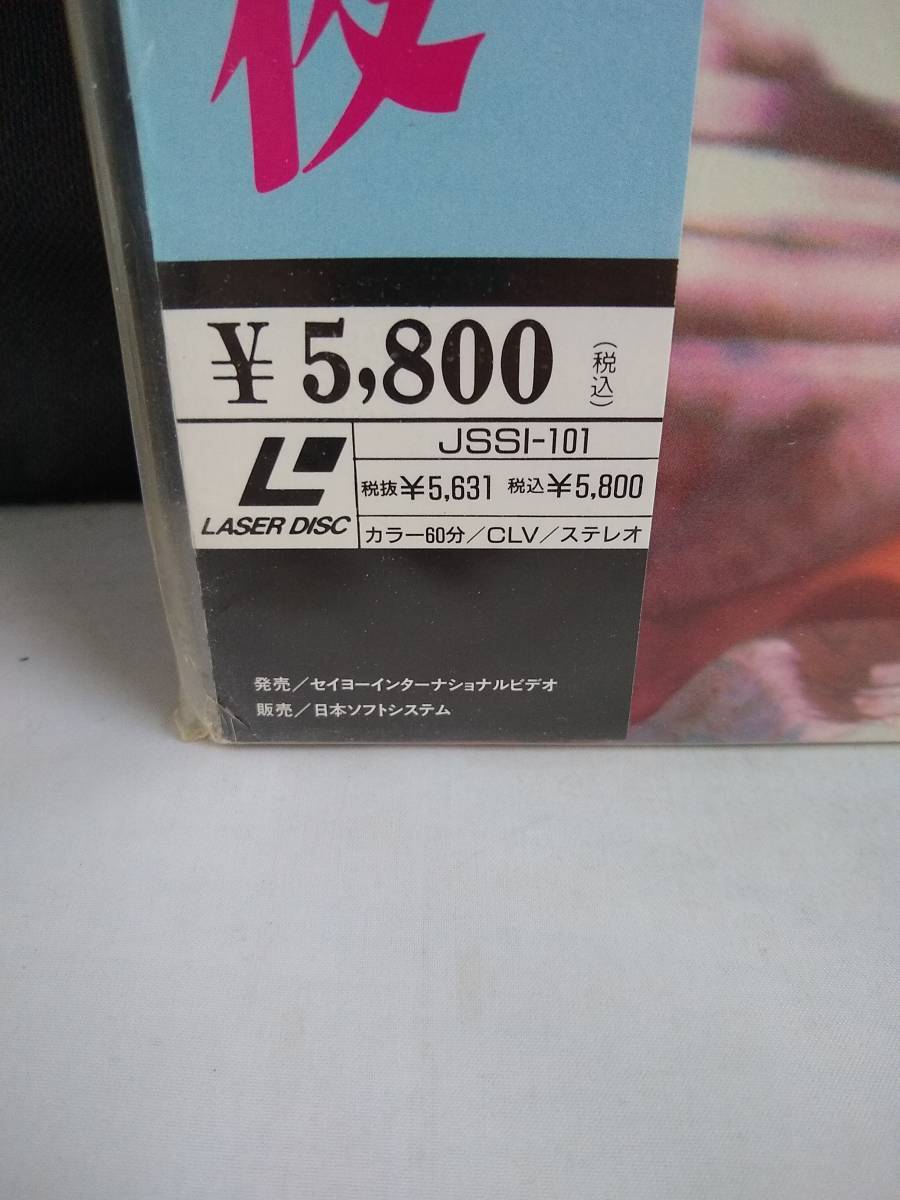 夜
¥5,800(税込)
JSSI-101
税抜¥5,631 税込¥5,800
LASER DISC
カラー60分/CLV/ステレオ
発売/セイヨーインターナショナルビデオ
販売/日本ソフトシステム